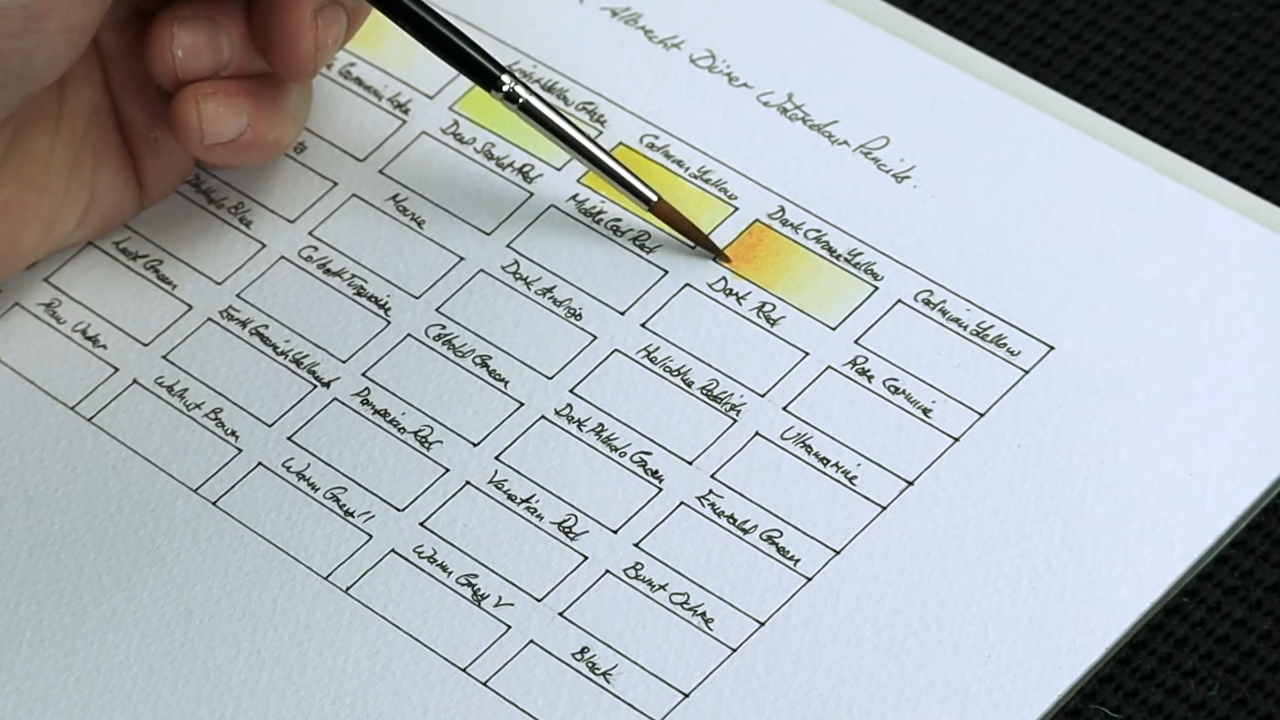 Albrecht Dürer Watercolour Pencils.
Light Yellow Glaze
Cadmium Yellow
Dark Chrome Yellow
Cadmium Yellow
Deep Scarlet Red
Middle Cad Red
Dark Red
Rose Carmine
Mauve
Dark Indigo
Heliobke Reddish
Ultramarine
Phthalo Blue
Cobalt Turquoise
Cobalt Green
Dark Phthalo Green
Emerald Green
Leaf Green
Earth Greenish Yellowish
Pompeian Red
Venetian Red
Burnt Ochre
Raw Umber
Walnut Brown
Warm Grey II
Warm Grey V
Black